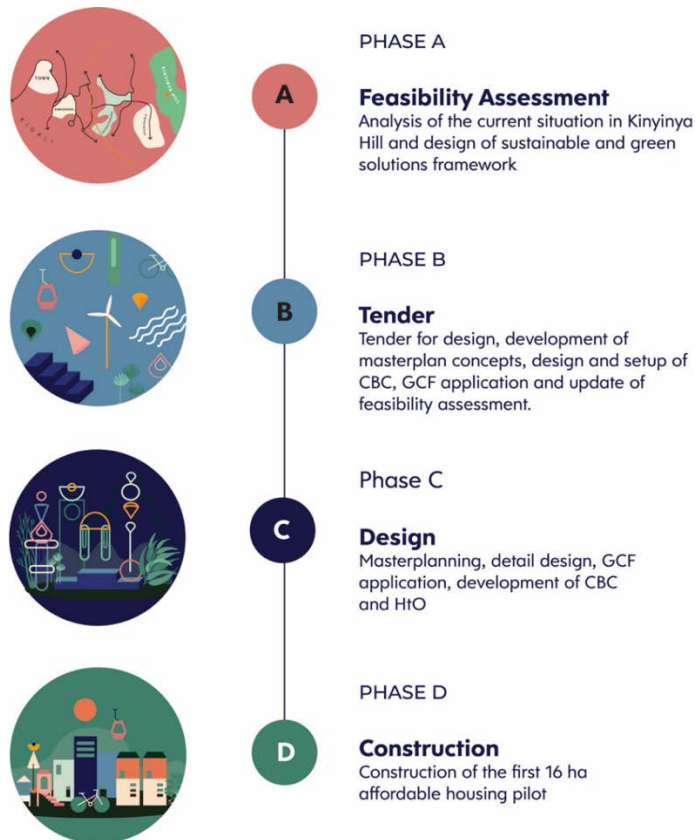 PHASE A
TOWN
KIGALI
KINYINYA HILL
A
Feasibility Assessment
Analysis of the current situation in Kinyinya
Hill and design of sustainable and green
solutions framework
PHASE B
B
Tender
Tender for design, development of
masterplan concepts, design and setup of
CBC, GCF application and update of
feasibility assessment.
Phase C
C
Design
Masterplanning, detail design, GCF
application, development of CBC
and HtO
PHASE D
D
Construction
Construction of the first 16 ha
affordable housing pilot